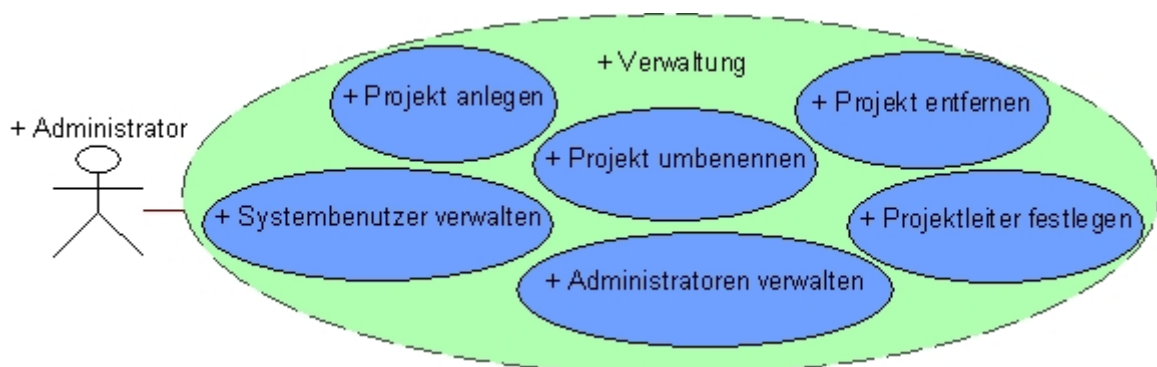 + Verwaltung
+ Projekt anlegen
+ Projekt entfernen
+ Administrator
+ Projekt umbenennen
+ Systembenutzer verwalten
+ Projektleiter festlegen
+ Administratoren verwalten